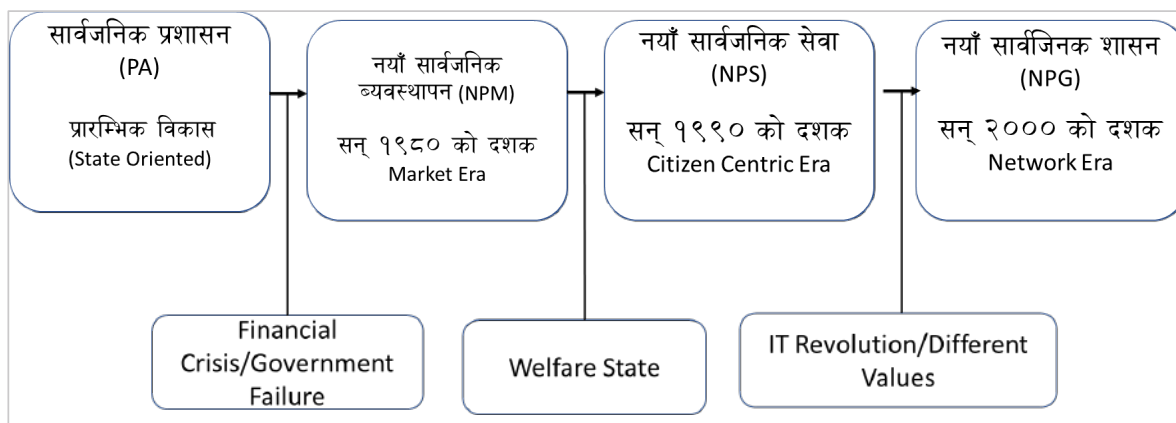 सार्वजनिक प्रशासन
(PA)
प्रारम्भिक विकास
(State Oriented)
नयाँ सार्वजनिक
व्यवस्थापन (NPM)
सन् १९८० को दशक
Market Era
नयाँ सार्वजनिक सेवा
(NPS)
सन् १९९० को दशक
Citizen Centric Era
नयाँ सार्वजिनक शासन
(NPG)
सन् २००० को दशक
Network Era
Financial
Crisis/Government
Failure
Welfare State
IT Revolution/Different
Values